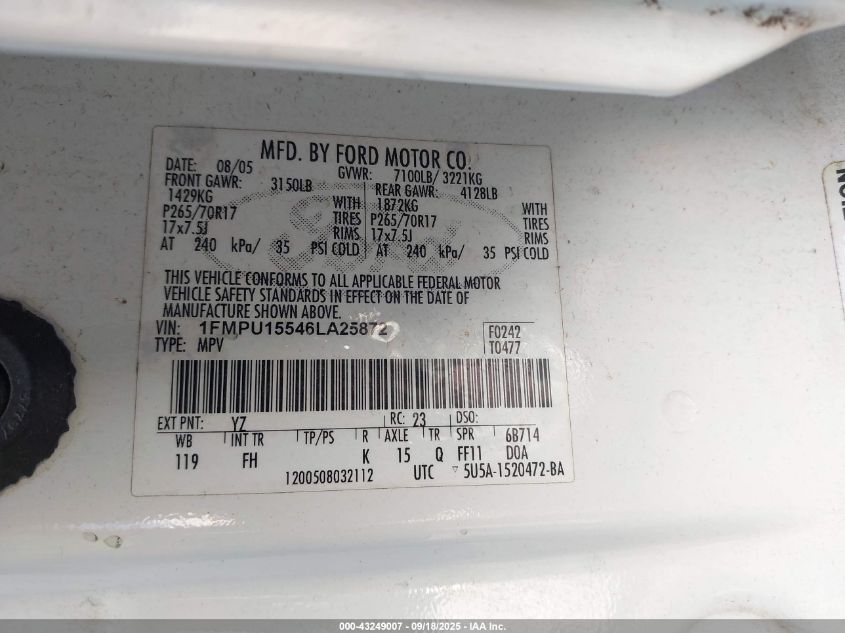 MFD. BY FORD MOTOR CO.
DATE: 08/05 GVWR: 7100LB/ 3221KG
FRONT GAWR: 3150LB REAR GAWR: 4128LB
1429KG WITH 1872KG WITH
P265/70R17 TIRES P265/70R17 TIRES
17x7.5J RIMS 17x7.5J RIMS
AT 240 kPa/ 35 PSI COLD AT 240 kPa/ 35 PSI COLD
THIS VEHICLE CONFORMS TO ALL APPLICABLE FEDERAL MOTOR
VEHICLE SAFETY STANDARDS IN EFFECT ON THE DATE OF
MANUFACTURE SHOWN ABOVE.
VIN: 1FMPU15546LA25872 F0242
TYPE: MPV T0477
EXT PNT: YZ RC: 23 DSO:
WB INT TR TP/PS R AXLE TR SPR 6B714
119 FH K 15 Q FF11 DOA
1200508032112 UTC 5U5A-1520472-BA
000-43249007 - 09/18/2025 - IAA Inc.